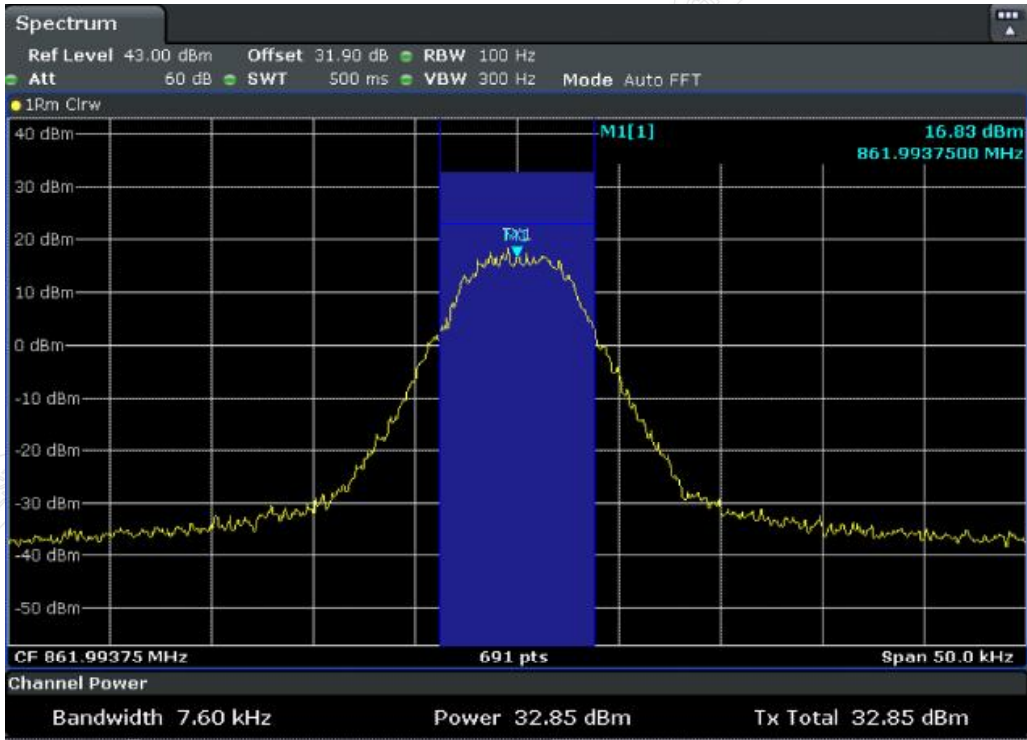 Spectrum
Ref Level 43.00 dBm Offset 31.90 dB RBW 100 Hz
Att 60 dB SWT 500 ms VBW 300 Hz Mode Auto FFT
1Rm Clrw
40 dBm M1[1] 16.83 dBm
861.9937500 MHz
30 dBm
20 dBm
10 dBm
0 dBm
-10 dBm
-20 dBm
-30 dBm
-40 dBm
-50 dBm
CF 861.99375 MHz 691 pts Span 50.0 kHz
Channel Power
Bandwidth 7.60 kHz Power 32.85 dBm Tx Total 32.85 dBm